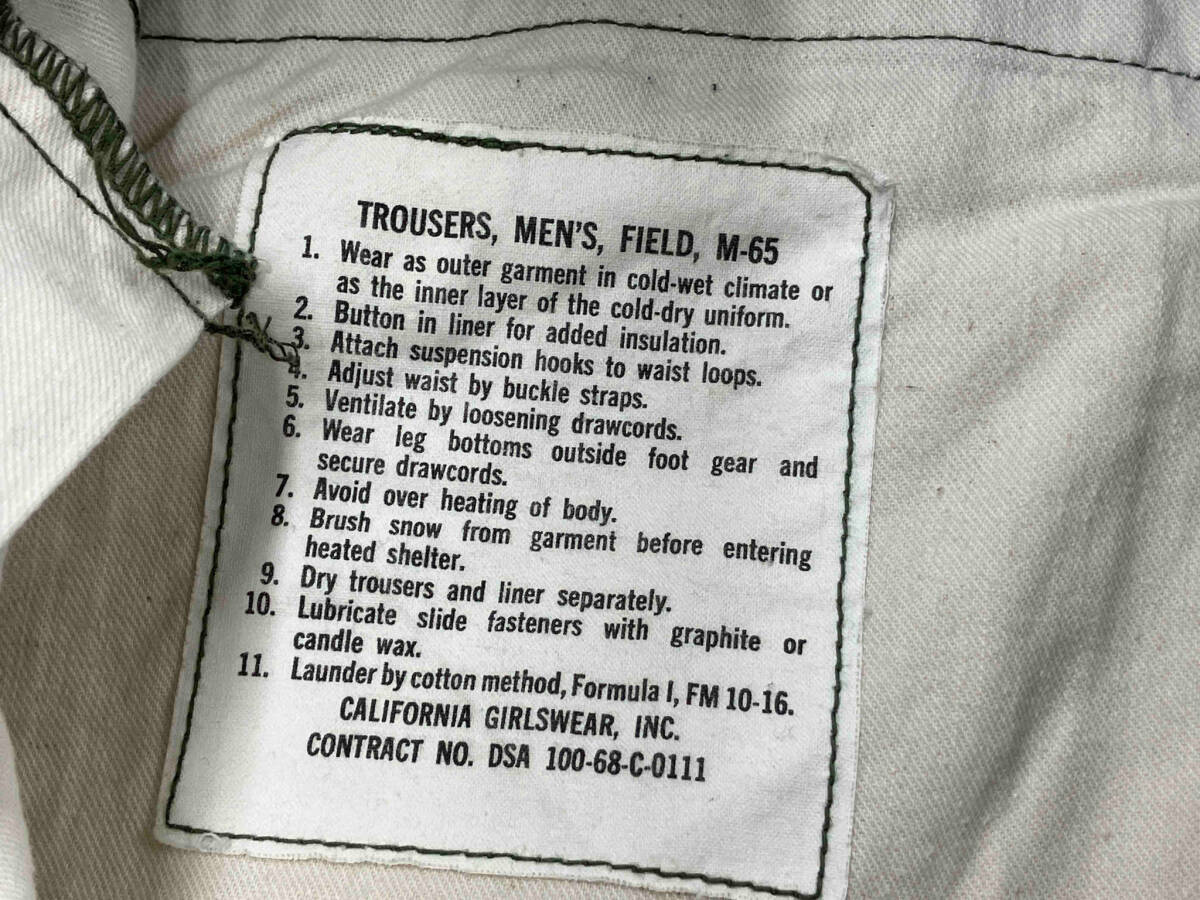 TROUSERS, MEN'S, FIELD, M-65
1. Wear as outer garment in cold-wet climate or
as the inner layer of the cold-dry uniform.
2. Button in liner for added insulation.
3. Attach suspension hooks to waist loops.
4. Adjust waist by buckle straps.
5. Ventilate by loosening drawcords.
6. Wear leg bottoms outside foot gear and
secure drawcords.
7. Avoid over heating of body.
8. Brush snow from garment before entering
heated shelter.
9. Dry trousers and liner separately.
10. Lubricate slide fasteners with graphite or
candle wax.
11. Launder by cotton method, Formula I, FM 10-16.
CALIFORNIA GIRLSWEAR, INC.
CONTRACT NO. DSA 100-68-C-0111